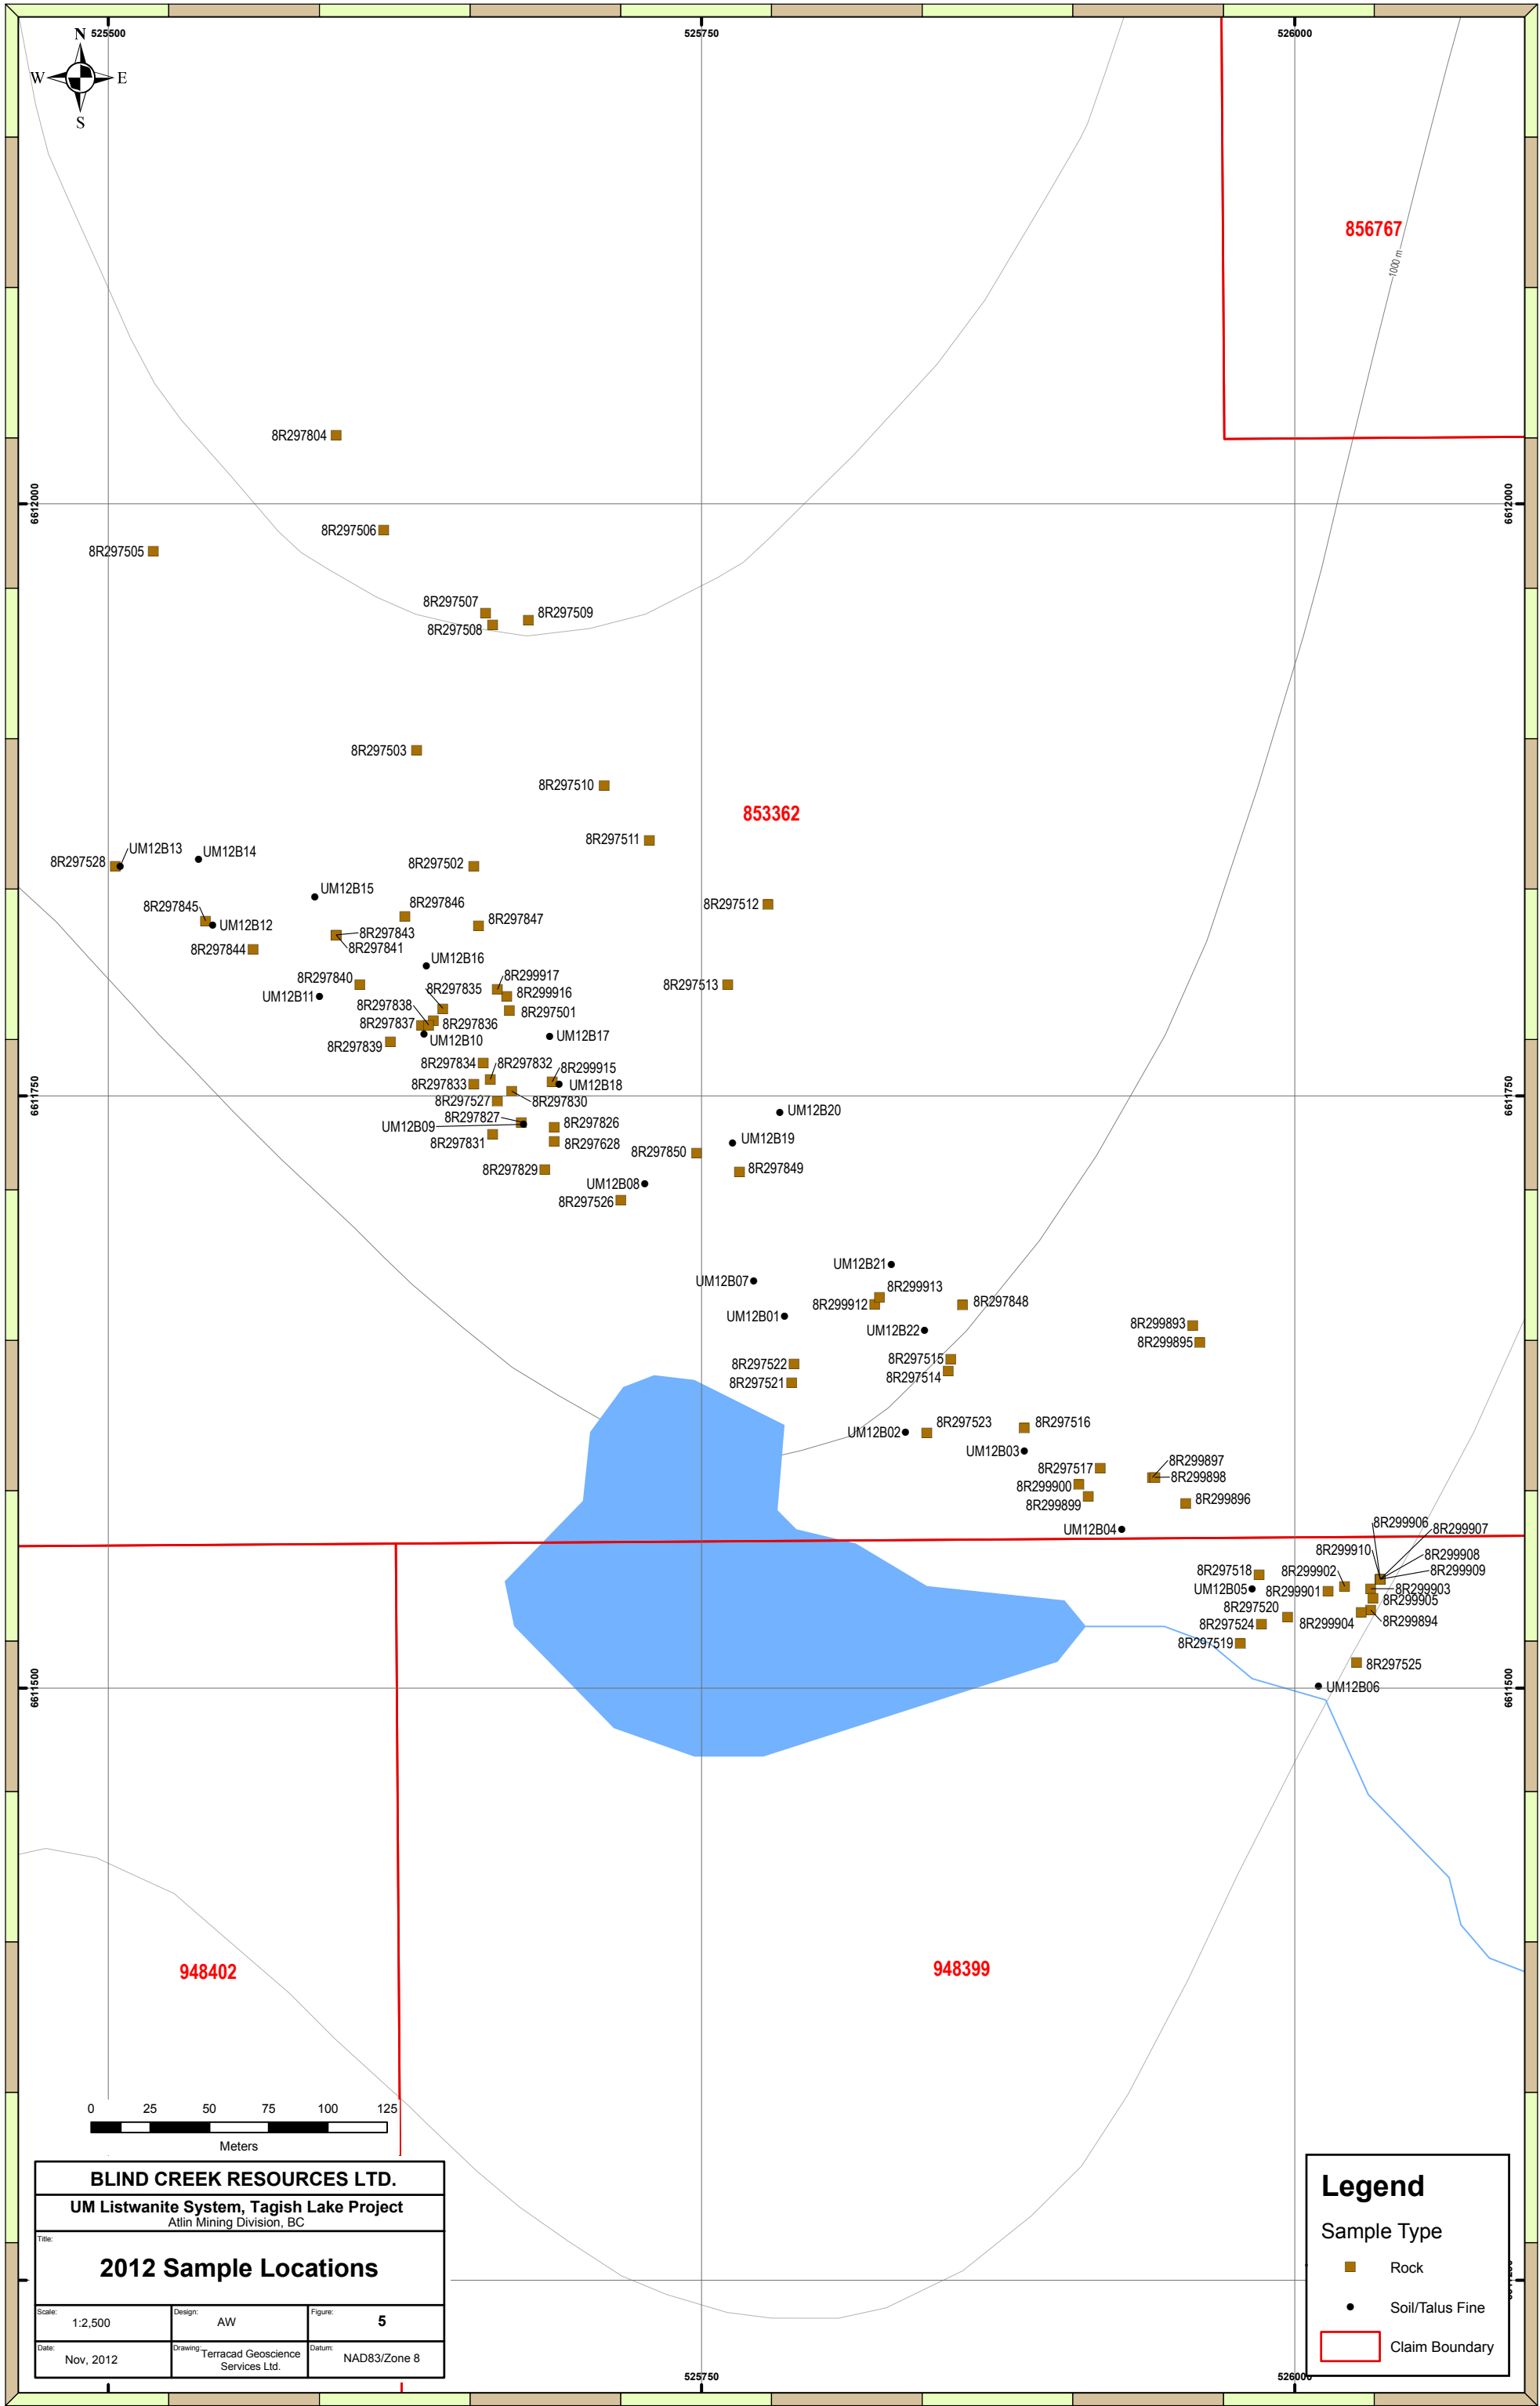 525500
525750
526000
N
W E
S
856767
1000 m
8R297804
6612000
6612000
8R297506
8R297505
8R297507
8R297509
8R297508
8R297503
8R297510
853362
8R297511
UM12B13
UM12B14
8R297528
8R297502
UM12B15
8R297512
8R297845
8R297846
UM12B12
8R297847
8R297843
8R297844
8R297841
UM12B16
8R299917
8R297840
8R297835
8R297513
UM12B11
8R299916
8R297838
8R297501
8R297837
8R297836
UM12B10
UM12B17
8R297839
8R297834
8R297832
8R299915
8R297833
UM12B18
6611750
6611750
8R297527
8R297830
UM12B20
8R297827
8R297826
UM12B09
8R297831
8R297628
UM12B19
8R297850
8R297829
8R297849
UM12B08
8R297526
UM12B21
UM12B07
8R299913
8R299912
8R297848
UM12B01
8R299893
UM12B22
8R299895
8R297515
8R297522
8R297514
8R297521
8R297523
8R297516
UM12B02
UM12B03
8R299897
8R297517
8R299898
8R299900
8R299899
8R299896
8R299906
UM12B04
8R299907
8R299910
8R299908
8R299902
8R297518
8R299909
UM12B05
8R299901
8R299903
8R299905
8R297520
8R297524
8R299904
8R299894
8R297519
8R297525
6611500
6611500
UM12B06
948402
948399
0 25 50 75 100 125
Meters
BLIND CREEK RESOURCES LTD.
UM Listwanite System, Tagish Lake Project
Atlin Mining Division, BC
Title:
2012 Sample Locations
Scale:
1:2,500
Design:
AW
Figure:
5
Date:
Nov, 2012
Drawing:
Terracad Geoscience
Services Ltd.
Datum:
NAD83/Zone 8
Legend
Sample Type
Rock
Soil/Talus Fine
Claim Boundary
525750
526000